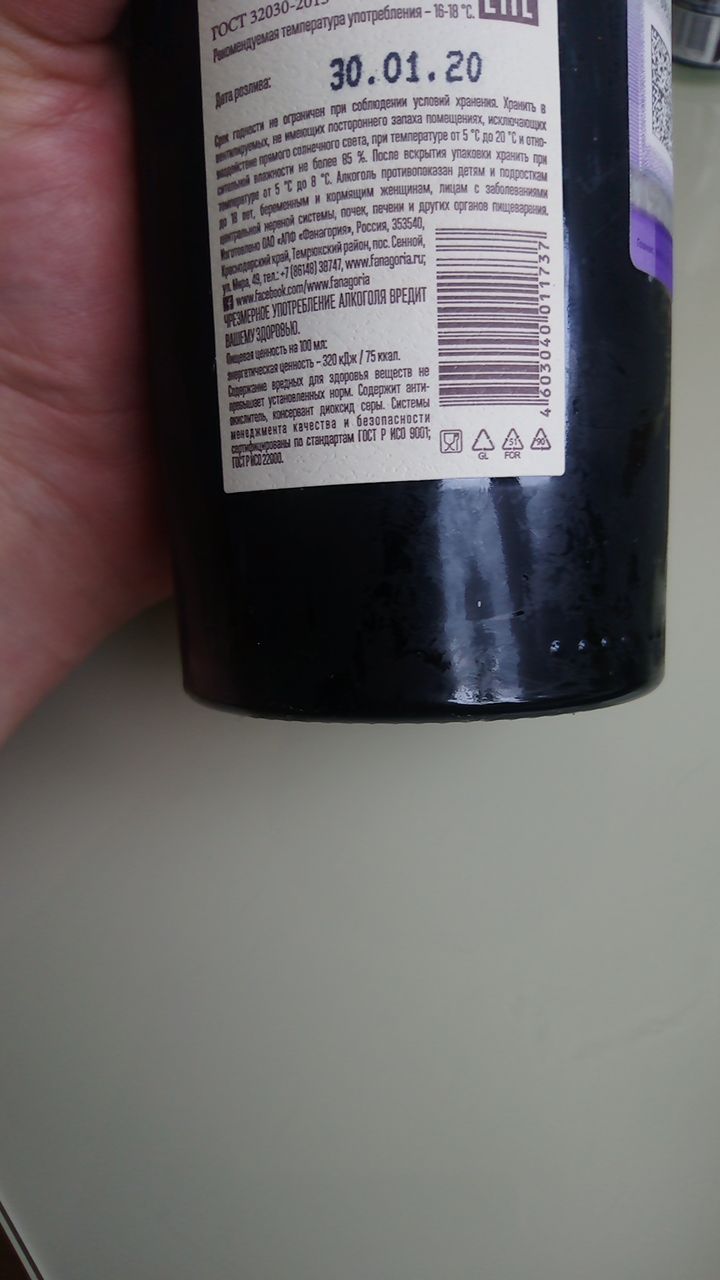 ГОСТ 32030-2013
Рекомендуемая температура употребления – 16-18 °С.
EAC
Дата розлива:
30.01.20
Срок годности не ограничен при соблюдении условий хранения. Хранить в
вентилируемых, не имеющих постороннего запаха помещениях, исключающих
воздействие прямого солнечного света, при температуре от 5 °С до 20 °С и отно-
сительной влажности не более 85 %. После вскрытия упаковки хранить при
температуре от 5 °С до 8 °С. Алкоголь противопоказан детям и подросткам
до 18 лет, беременным и кормящим женщинам, лицам с заболеваниями
центральной нервной системы, почек, печени и других органов пищеварения.
Изготовлено ОАО «АПФ «Фанагория», Россия, 353540,
Краснодарский край, Темрюкский район, пос. Сенной,
ул. Мира, 49, тел.: +7 (86148) 38747, www.fanagoria.ru;
www.facebook.com/www.fanagoria
ЧРЕЗМЕРНОЕ УПОТРЕБЛЕНИЕ АЛКОГОЛЯ ВРЕДИТ
ВАШЕМУ ЗДОРОВЬЮ.
Пищевая ценность на 100 мл:
энергетическая ценность – 320 кДж / 75 ккал.
Содержание вредных для здоровья веществ не
превышает установленных норм. Содержит анти-
окислитель, консервант диоксид серы. Системы
менеджмента качества и безопасности
сертифицированы по стандартам ГОСТ Р ИСО 9001;
ГОСТ Р ИСО 22000.
4 603040 011737
GL
51
FOR
90